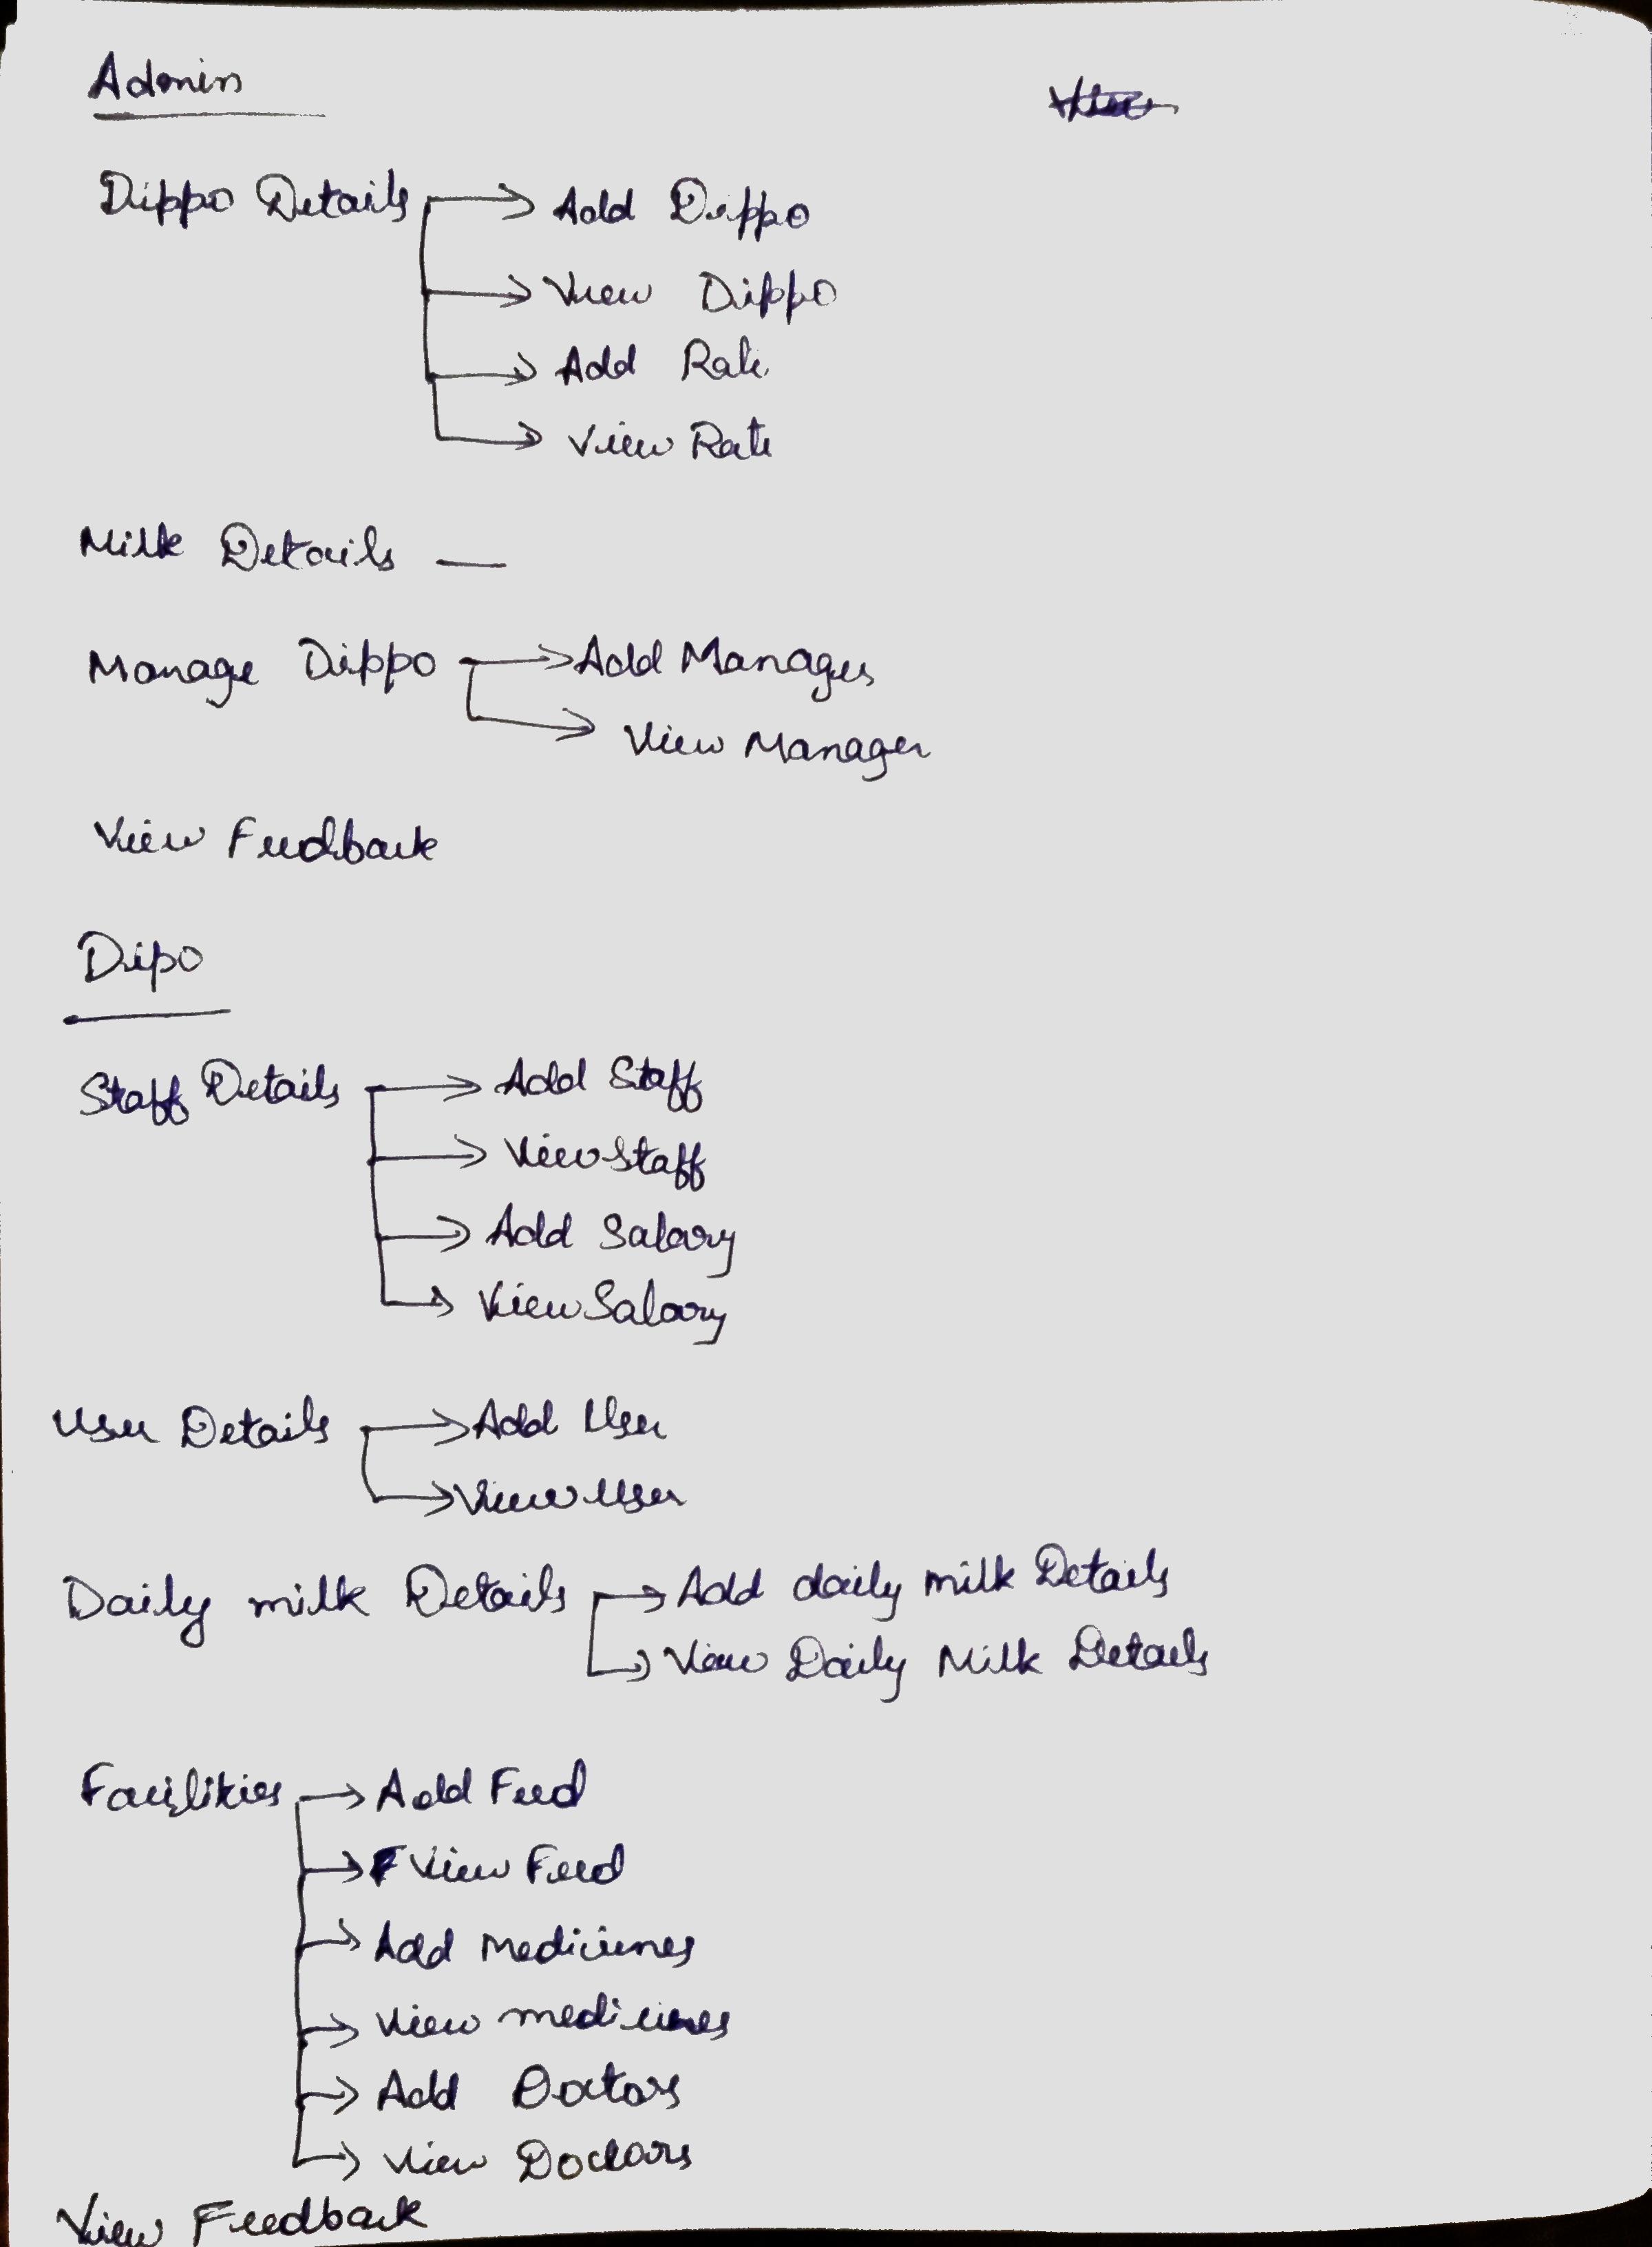 Admin
Dippo Details → Add Dippo
→ View Dippo
→ Add Rate
→ View Rate
Milk Details —
Manage Dippo → Add Manager
→ View Manager
View Feedback
Dipo
Staff Details → Add Staff
→ View Staff
→ Add Salary
→ View Salary
User Details → Add User
→ View User
Daily milk Details → Add daily milk Details
→ View Daily Milk Details
Facilities → Add Feed
→ View Feed
→ Add Medicines
→ View medicines
→ Add Doctors
→ View Doctors
View Feedback